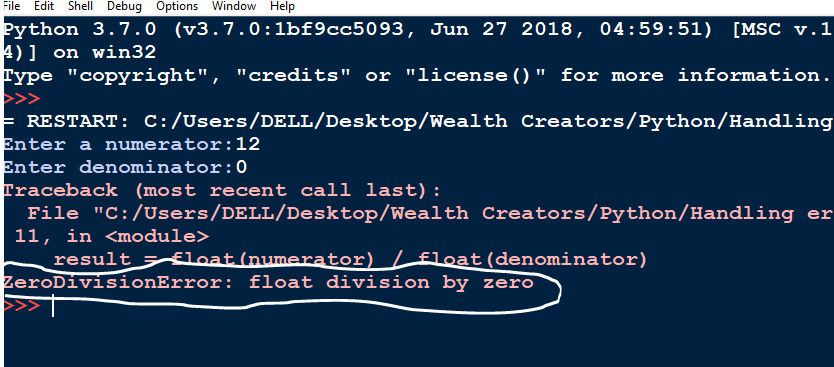 File Edit Shell Debug Options Window Help
Python 3.7.0 (v3.7.0:1bf9cc5093, Jun 27 2018, 04:59:51) [MSC v.1
4)] on win32
Type "copyright", "credits" or "license()" for more information.
>>>
= RESTART: C:/Users/DELL/Desktop/Wealth Creators/Python/Handling
Enter a numerator:12
Enter denominator:0
Traceback (most recent call last):
File "C:/Users/DELL/Desktop/Wealth Creators/Python/Handling er
11, in <module>
result = float(numerator) / float(denominator)
ZeroDivisionError: float division by zero
>>>